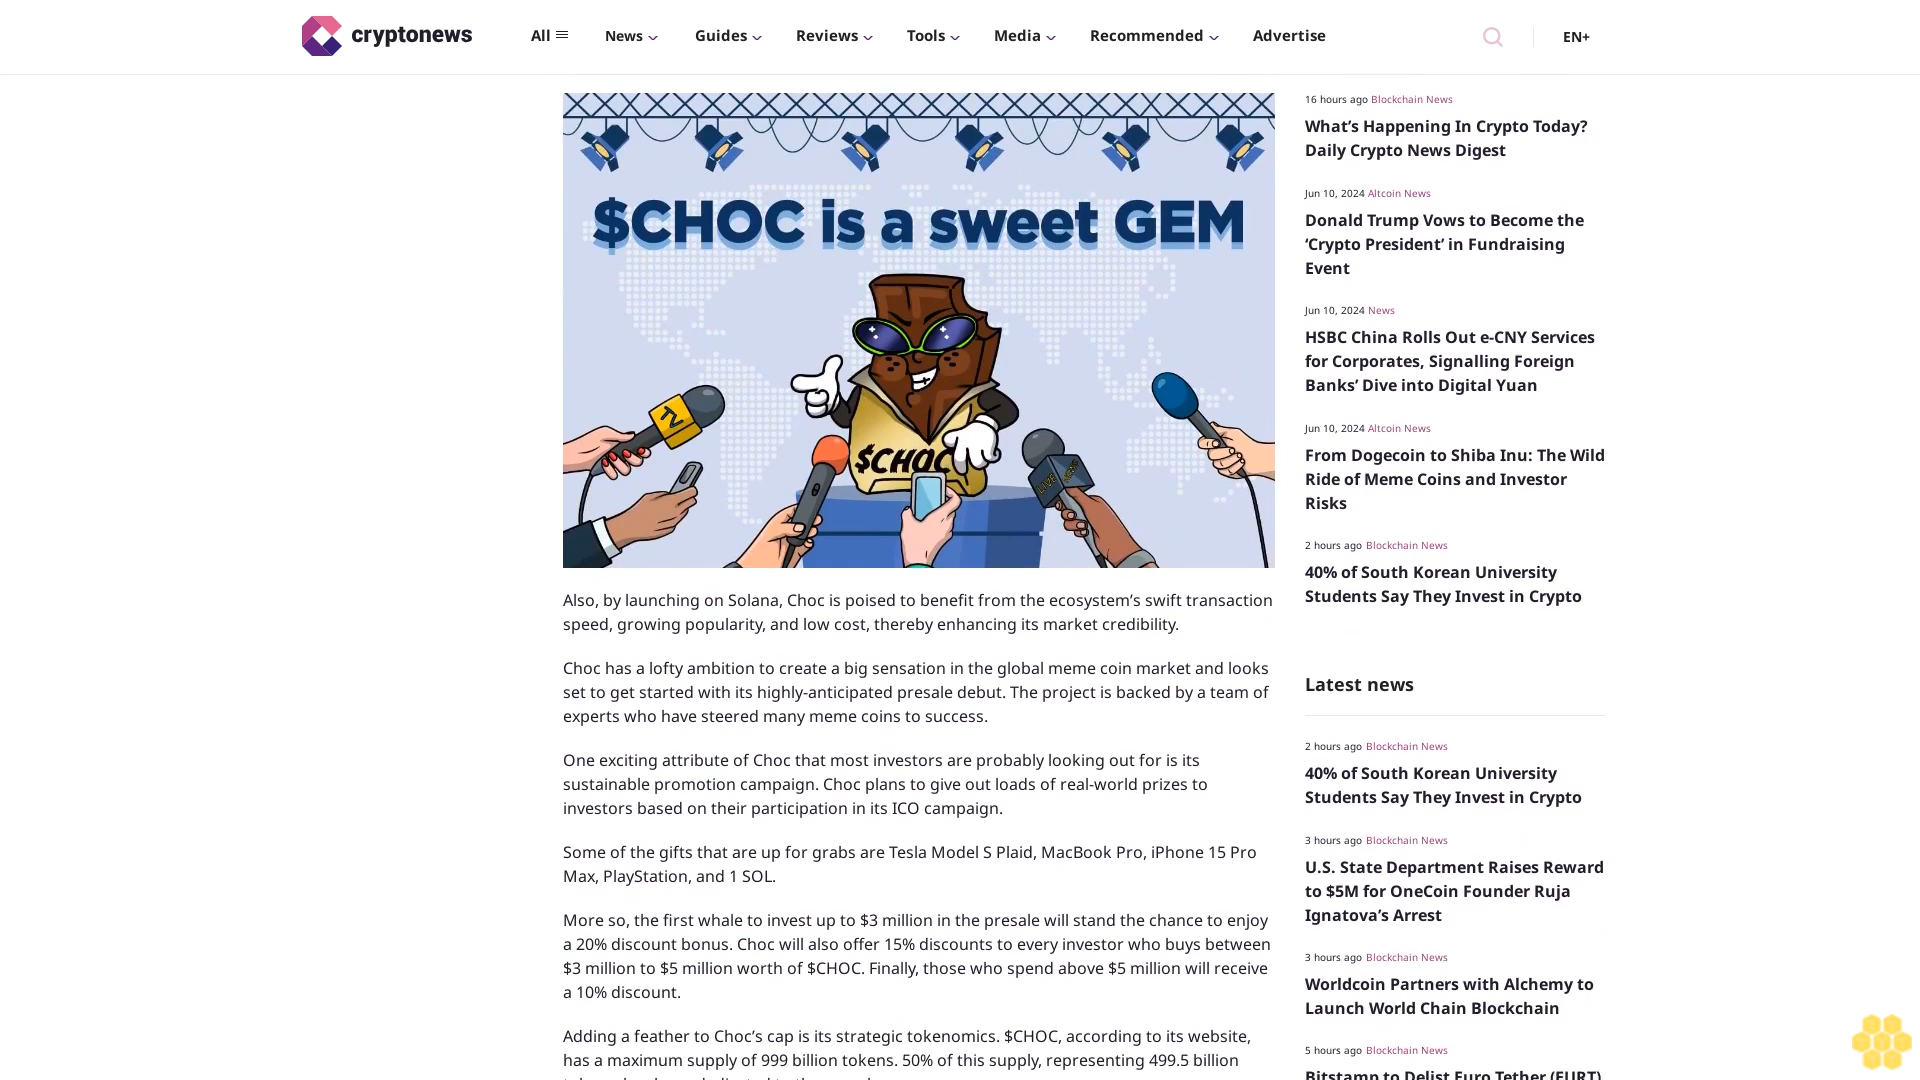 cryptonews
All
News
Guides
Reviews
Tools
Media
Recommended
Advertise
EN+
$CHOC is a sweet GEM
TV
$CHOC
LIVE
NEWS
Also, by launching on Solana, Choc is poised to benefit from the ecosystem’s swift transaction
speed, growing popularity, and low cost, thereby enhancing its market credibility.
Choc has a lofty ambition to create a big sensation in the global meme coin market and looks
set to get started with its highly-anticipated presale debut. The project is backed by a team of
experts who have steered many meme coins to success.
One exciting attribute of Choc that most investors are probably looking out for is its
sustainable promotion campaign. Choc plans to give out loads of real-world prizes to
investors based on their participation in its ICO campaign.
Some of the gifts that are up for grabs are Tesla Model S Plaid, MacBook Pro, iPhone 15 Pro
Max, PlayStation, and 1 SOL.
More so, the first whale to invest up to $3 million in the presale will stand the chance to enjoy
a 20% discount bonus. Choc will also offer 15% discounts to every investor who buys between
$3 million to $5 million worth of $CHOC. Finally, those who spend above $5 million will receive
a 10% discount.
Adding a feather to Choc’s cap is its strategic tokenomics. $CHOC, according to its website,
has a maximum supply of 999 billion tokens. 50% of this supply, representing 499.5 billion
16 hours ago Blockchain News
What’s Happening In Crypto Today?
Daily Crypto News Digest
Jun 10, 2024 Altcoin News
Donald Trump Vows to Become the
‘Crypto President’ in Fundraising
Event
Jun 10, 2024 News
HSBC China Rolls Out e-CNY Services
for Corporates, Signalling Foreign
Banks’ Dive into Digital Yuan
Jun 10, 2024 Altcoin News
From Dogecoin to Shiba Inu: The Wild
Ride of Meme Coins and Investor
Risks
2 hours ago Blockchain News
40% of South Korean University
Students Say They Invest in Crypto
Latest news
2 hours ago Blockchain News
40% of South Korean University
Students Say They Invest in Crypto
3 hours ago Blockchain News
U.S. State Department Raises Reward
to $5M for OneCoin Founder Ruja
Ignatova’s Arrest
3 hours ago Blockchain News
Worldcoin Partners with Alchemy to
Launch World Chain Blockchain
5 hours ago Blockchain News
Bitstamp to Delist Euro Tether (EURT)